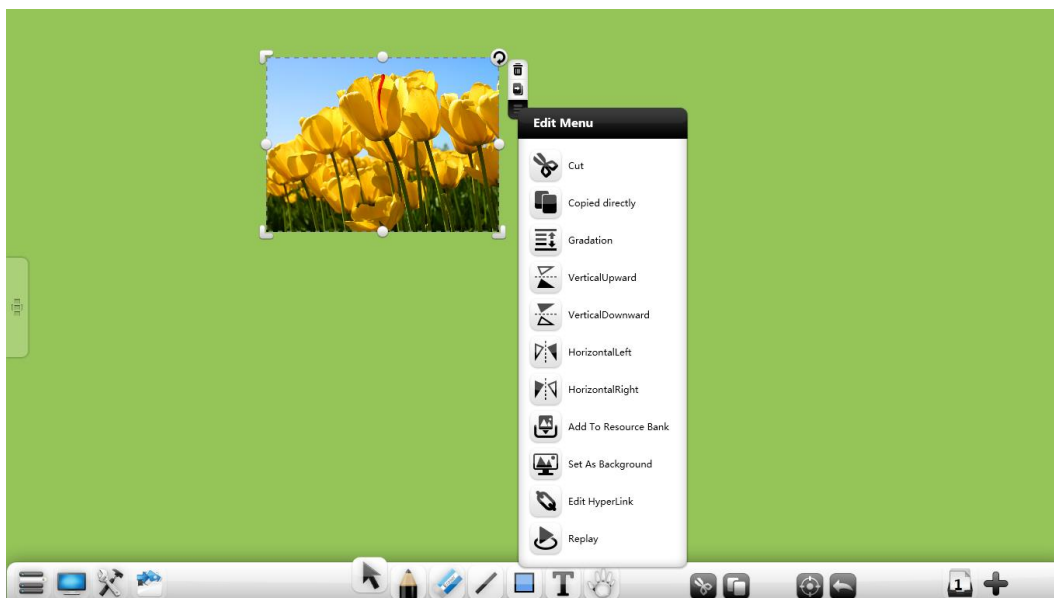 Edit Menu
Cut
Copied directly
Gradation
VerticalUpward
VerticalDownward
HorizontalLeft
HorizontalRight
Add To Resource Bank
Set As Background
Edit HyperLink
Replay
T
1